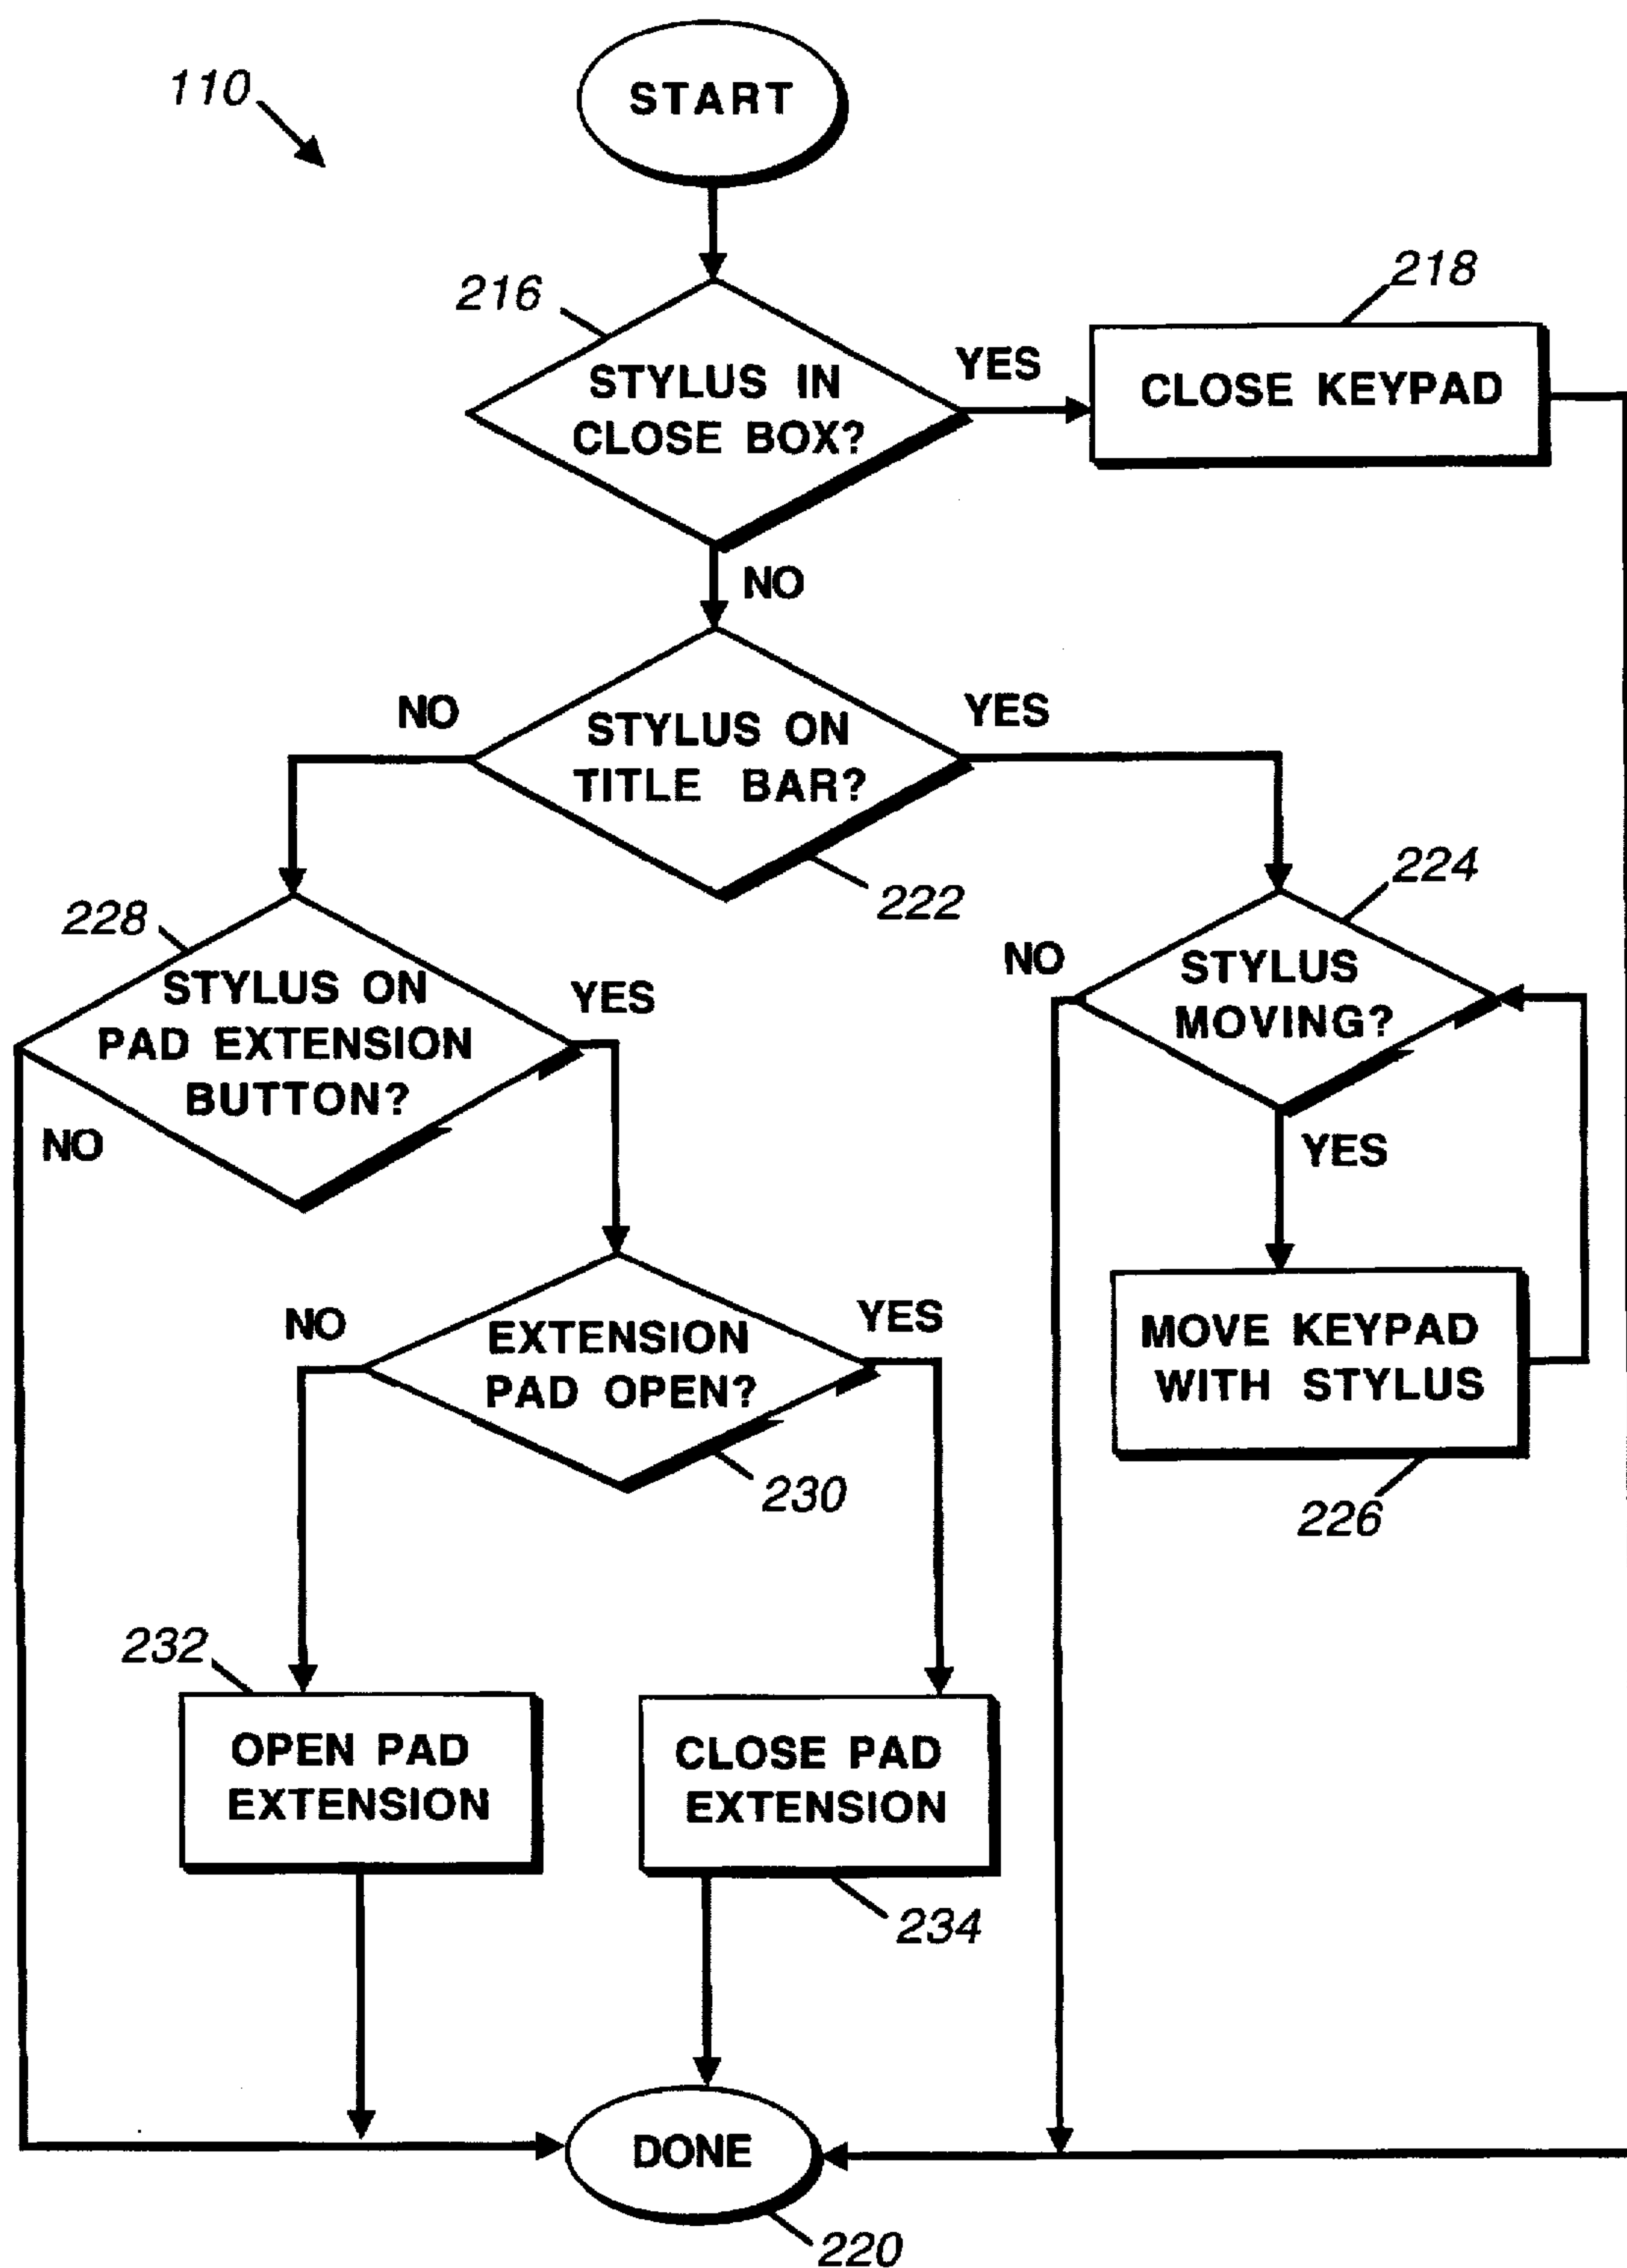 110
START
216
STYLUS IN
CLOSE BOX?
YES
218
CLOSE KEYPAD
NO
NO
STYLUS ON
TITLE BAR?
YES
222
224
NO
STYLUS
MOVING?
YES
228
STYLUS ON
PAD EXTENSION
BUTTON?
YES
NO
MOVE KEYPAD
WITH STYLUS
226
NO
EXTENSION
PAD OPEN?
YES
230
232
OPEN PAD
EXTENSION
CLOSE PAD
EXTENSION
234
DONE
220